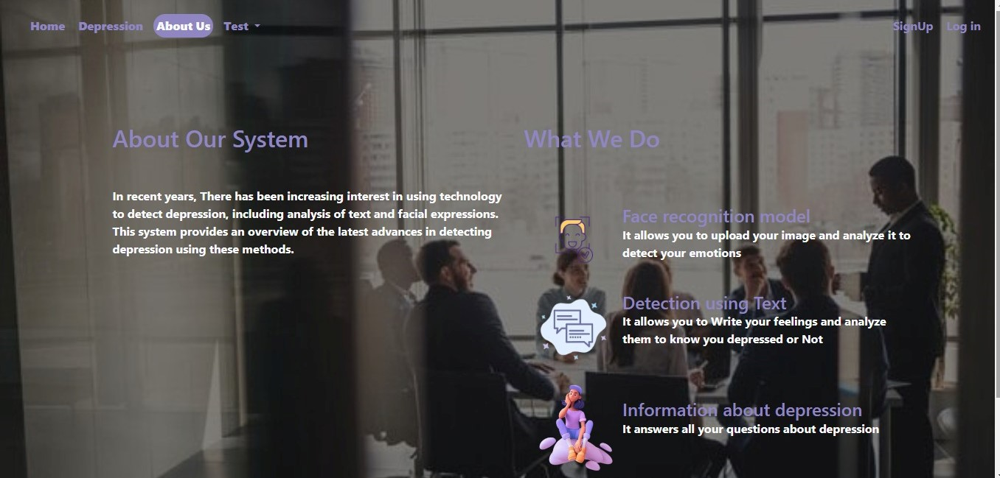 Home Depression About Us Test SignUp Log in
About Our System
In recent years, There has been increasing interest in using technology
to detect depression, including analysis of text and facial expressions.
This system provides an overview of the latest advances in detecting
depression using these methods.
What We Do
Face recognition model
It allows you to upload your image and analyze it to
detect your emotions
Detection using Text
It allows you to Write your feelings and analyze
them to know you depressed or Not
Information about depression
It answers all your questions about depression